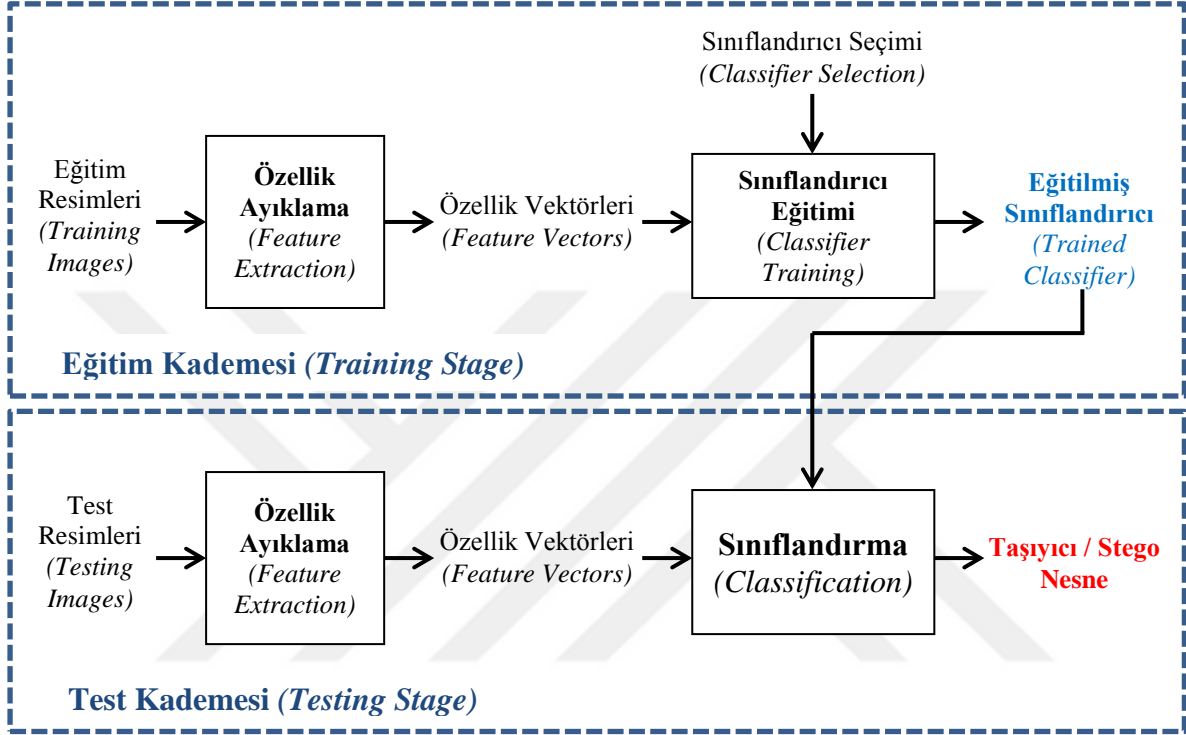 Sınıflandırıcı Seçimi
(Classifier Selection)
Eğitim
Resimleri
(Training
Images)
Özellik
Ayıklama
(Feature
Extraction)
Özellik Vektörleri
(Feature Vectors)
Sınıflandırıcı
Eğitimi
(Classifier
Training)
Eğitilmiş
Sınıflandırıcı
(Trained
Classifier)
Eğitim Kademesi (Training Stage)
Test
Resimleri
(Testing
Images)
Özellik
Ayıklama
(Feature
Extraction)
Özellik Vektörleri
(Feature Vectors)
Sınıflandırma
(Classification)
Taşıyıcı / Stego
Nesne
Test Kademesi (Testing Stage)